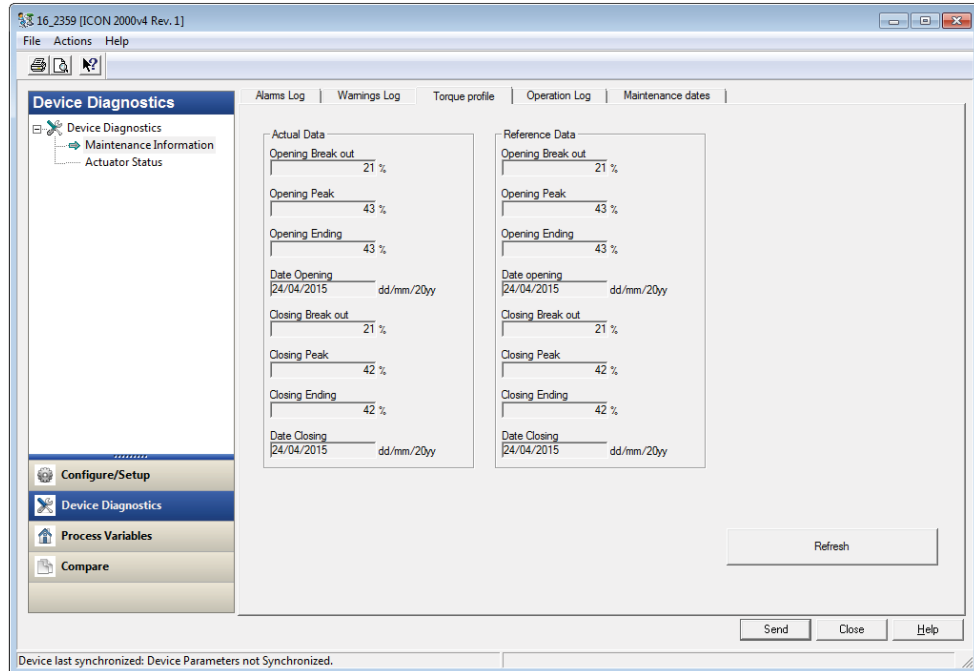 16_2359 [ICON 2000v4 Rev. 1]
File Actions Help
Device Diagnostics
Device Diagnostics
Maintenance Information
Actuator Status
Configure/Setup
Device Diagnostics
Process Variables
Compare
Alarms Log | Warnings Log | Torque profile | Operation Log | Maintenance dates |
Actual Data
Opening Break out
21 %
Opening Peak
43 %
Opening Ending
43 %
Date Opening
24/04/2015 dd/mm/20yy
Closing Break out
21 %
Closing Peak
42 %
Closing Ending
42 %
Date Closing
24/04/2015 dd/mm/20yy
Reference Data
Opening Break out
21 %
Opening Peak
43 %
Opening Ending
43 %
Date opening
24/04/2015 dd/mm/20yy
Closing Break out
21 %
Closing Peak
42 %
Closing Ending
42 %
Date Closing
24/04/2015 dd/mm/20yy
Refresh
Send Close Help
Device last synchronized: Device Parameters not Synchronized.